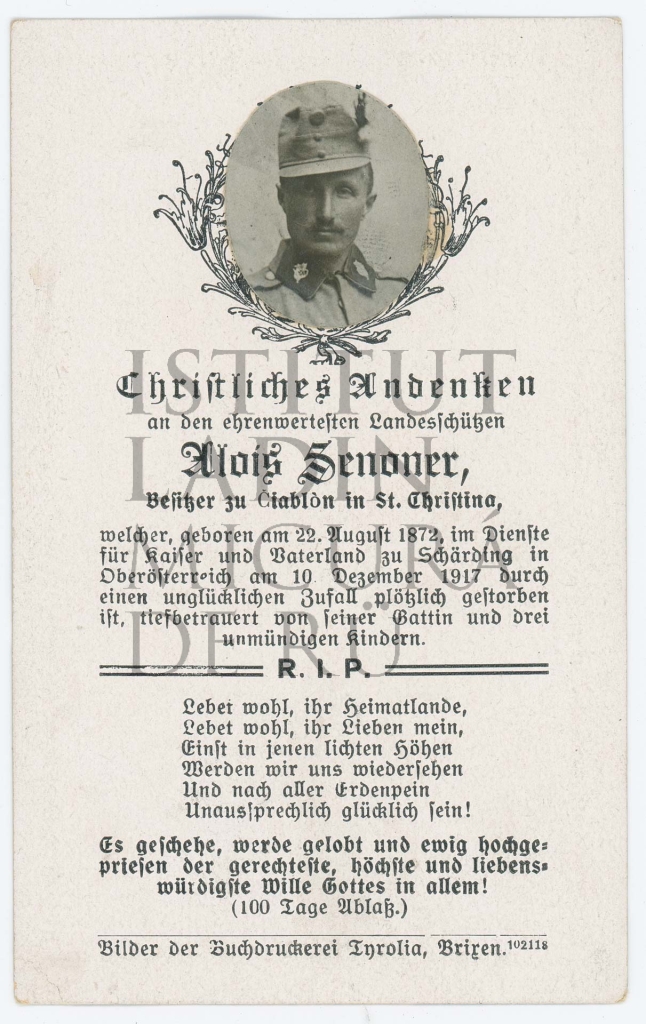 Christliches Andenken
an den ehrenwertesten Landesschützen
Alois Senoner,
Besitzer zu Ciablòn in St. Christina,
welcher, geboren am 22. August 1872, im Dienste
für Kaiser und Vaterland zu Schärding in
Oberösterreich am 10. Dezember 1917 durch
einen unglücklichen Zufall plötzlich gestorben
ist, tiefbetrauert von seiner Gattin und drei
unmündigen Kindern.
R. I. P.
Lebet wohl, ihr Heimatlande,
Lebet wohl, ihr Lieben mein,
Einst in jenen lichten Höhen
Werden wir uns wiedersehen
Und nach aller Erdenpein
Unaussprechlich glücklich sein!
Es geschehe, werde gelobt und ewig hochge-
priesen der gerechteste, höchste und liebens-
würdigste Wille Gottes in allem!
(100 Tage Ablaß.)
Bilder der Buchdruckerei Tyrolia, Brixen. 102118
ISTITUT
LADIN
MICURÁ
DE RÜ